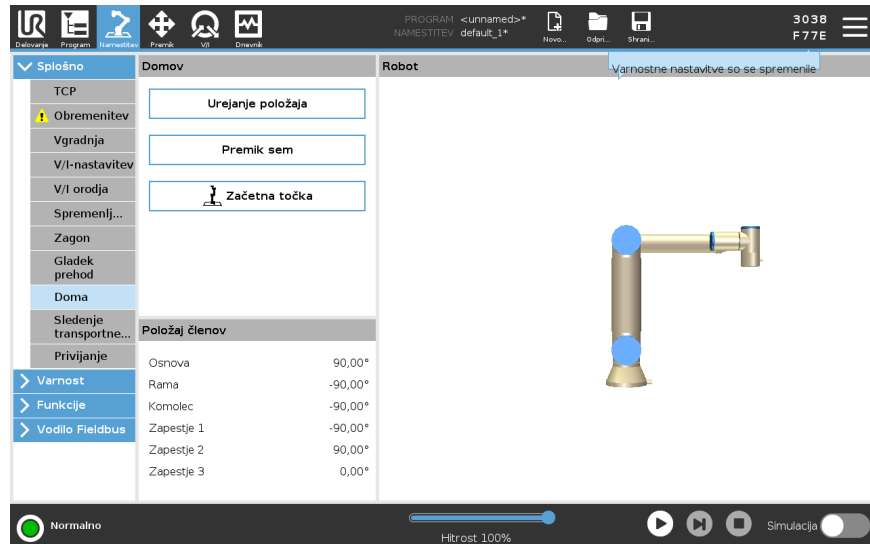 PROGRAM <unnamed>*
NAMESTITEV default_1*
Delovanje Program Namestitev Premik V/I Dnevnik Novo... Odpri... Shrani...
3038
F77E
Splošno
TCP
Obremenitev
Vgradnja
V/I-nastavitev
V/I orodja
Spremenlj...
Zagon
Gladek
prehod
Doma
Sledenje
transportne...
Privijanje
Varnost
Funkcije
Vodilo Fieldbus
Domov
Urejanje položaja
Premik sem
Začetna točka
Položaj členov
Osnova 90,00°
Rama -90,00°
Komolec -90,00°
Zapestje 1 -90,00°
Zapestje 2 90,00°
Zapestje 3 0,00°
Robot
Varnostne nastavitve so se spremenile
Normalno
Hitrost 100%
Simulacija